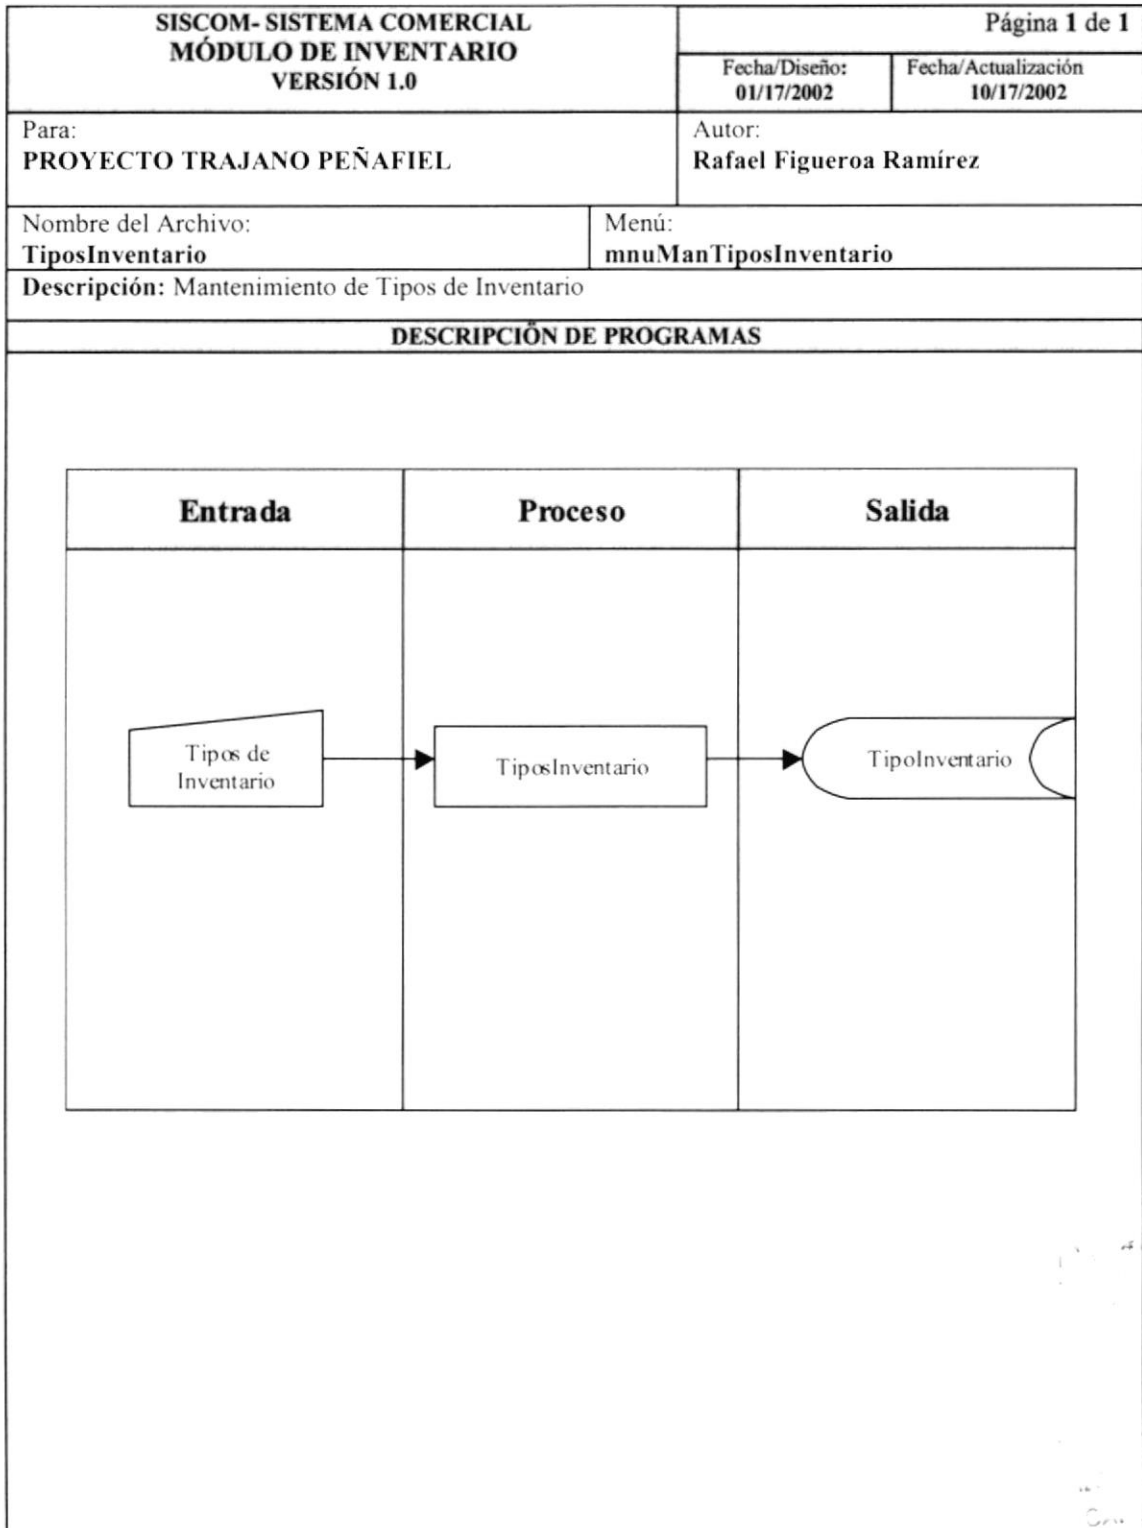 SISCOM- SISTEMA COMERCIAL
MÓDULO DE INVENTARIO
VERSIÓN 1.0
Página 1 de 1
Fecha/Diseño:
01/17/2002
Fecha/Actualización
10/17/2002
Para:
PROYECTO TRAJANO PEÑAFIEL
Autor:
Rafael Figueroa Ramírez
Nombre del Archivo:
TiposInventario
Menú:
mnuManTiposInventario
Descripción: Mantenimiento de Tipos de Inventario
DESCRIPCIÓN DE PROGRAMAS
Entrada
Proceso
Salida
Tipos de
Inventario
TiposInventario
TipoInventario